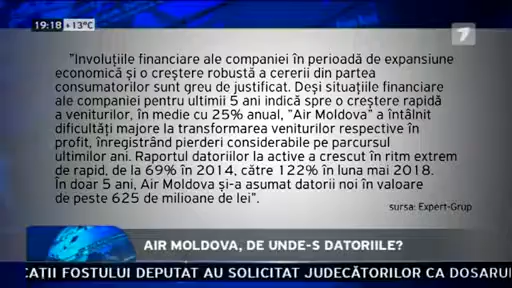 19:18 +13°C
7
"Involuțiile financiare ale companiei în perioadă de expansiune
economică și o creștere robustă a cererii din partea
consumatorilor sunt greu de justificat. Deși situațiile financiare
ale companiei pentru ultimii 5 ani indică spre o creștere rapidă
a veniturilor, în medie cu 25% anual, "Air Moldova" a întâlnit
dificultăți majore la transformarea veniturilor respective în
profit, înregistrând pierderi considerabile pe parcursul
ultimilor ani. Raportul datoriilor la active a crescut în ritm extrem
de rapid, de la 69% în 2014, către 122% în luna mai 2018.
În doar 5 ani, Air Moldova și-a asumat datorii noi în valoare
de peste 625 de milioane de lei".
sursa: Expert-Grup
AIR MOLDOVA, DE UNDE-S DATORIILE?
CAȚII FOSTULUI DEPUTAT AU SOLICITAT JUDECĂTORILOR CA DOSARU